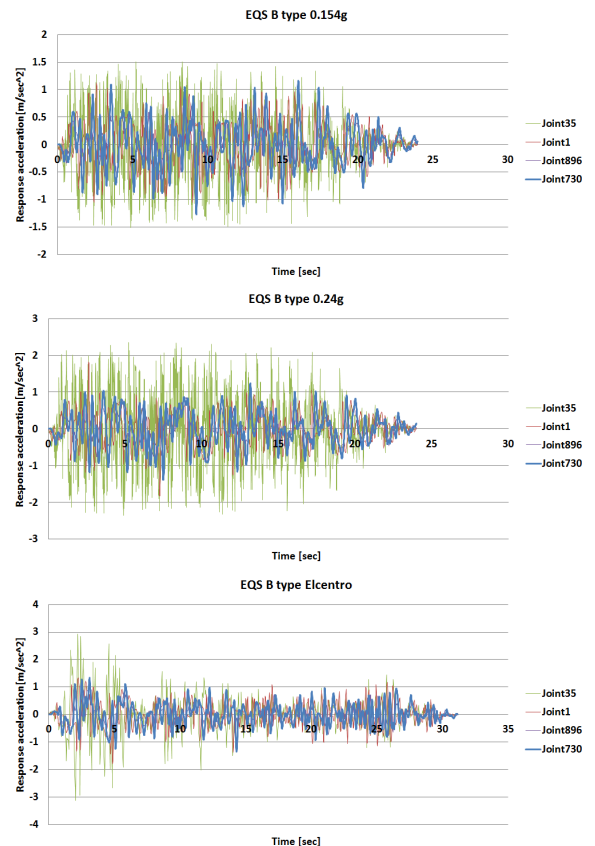 EQS B type 0.154g
Response acceleration[m/sec^2]
2
1.5
1
0.5
0
-0.5
-1
-1.5
-2
0 5 10 15 20 25 30
Time [sec]
Joint35
Joint1
Joint896
Joint730
EQS B type 0.24g
Response acceleration[m/sec^2]
3
2
1
0
-1
-2
-3
0 5 10 15 20 25 30
Time [sec]
Joint35
Joint1
Joint896
Joint730
EQS B type Elcentro
Response acceleration[m/sec^2]
4
3
2
1
0
-1
-2
-3
-4
0 5 10 15 20 25 30 35
Time [sec]
Joint35
Joint1
Joint896
Joint730